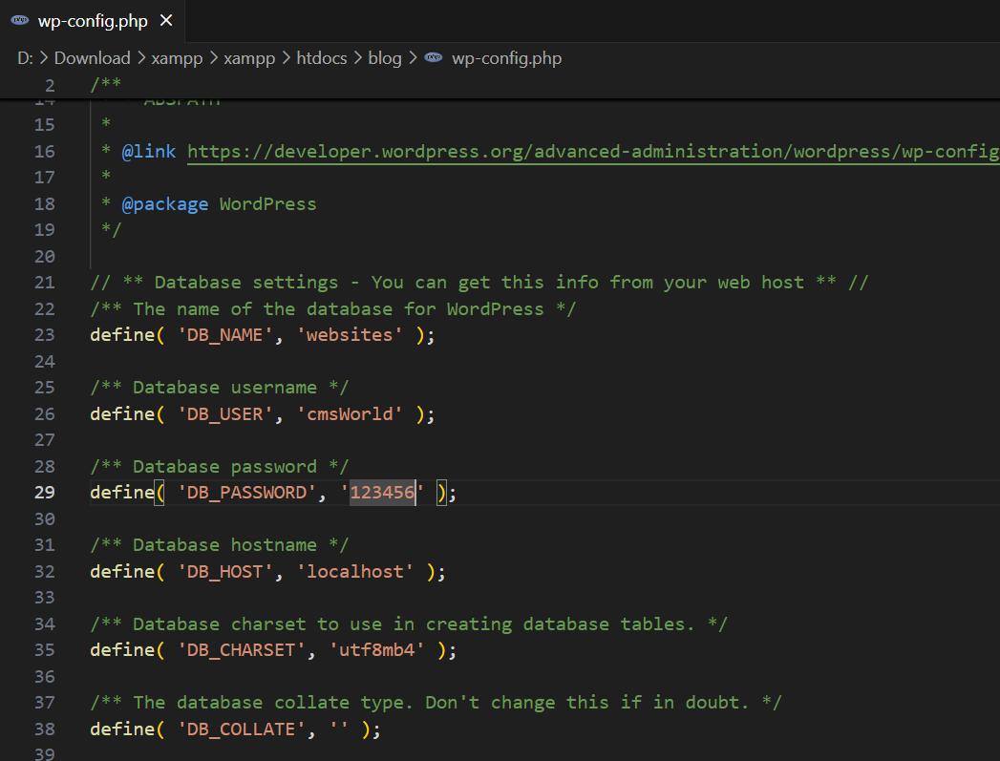 php wp-config.php ×
D: > Download > xampp > xampp > htdocs > blog > php wp-config.php
2 /**
14 ABSPATH
15 *
16 * @link https://developer.wordpress.org/advanced-administration/wordpress/wp-config
17 *
18 * @package WordPress
19 */
20
21 // ** Database settings - You can get this info from your web host ** //
22 /** The name of the database for WordPress */
23 define( 'DB_NAME', 'websites' );
24
25 /** Database username */
26 define( 'DB_USER', 'cmsWorld' );
27
28 /** Database password */
29 define( 'DB_PASSWORD', '123456' );
30
31 /** Database hostname */
32 define( 'DB_HOST', 'localhost' );
33
34 /** Database charset to use in creating database tables. */
35 define( 'DB_CHARSET', 'utf8mb4' );
36
37 /** The database collate type. Don't change this if in doubt. */
38 define( 'DB_COLLATE', '' );
39